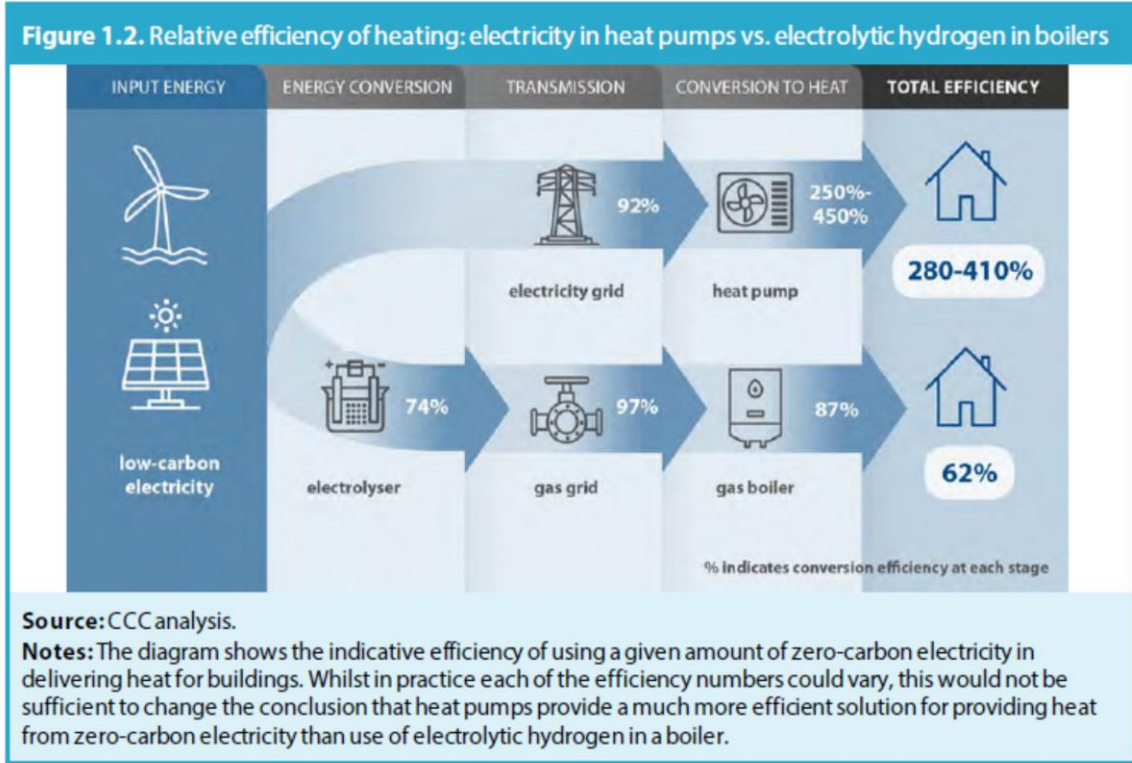 Figure 1.2. Relative efficiency of heating: electricity in heat pumps vs. electrolytic hydrogen in boilers
INPUT ENERGY
ENERGY CONVERSION
TRANSMISSION
CONVERSION TO HEAT
TOTAL EFFICIENCY
92%
250%-
450%
electricity grid
heat pump
280-410%
+ -
74%
97%
87%
low-carbon
electricity
electrolyser
gas grid
gas boiler
62%
% indicates conversion efficiency at each stage
Source: CCC analysis.
Notes: The diagram shows the indicative efficiency of using a given amount of zero-carbon electricity in
delivering heat for buildings. Whilst in practice each of the efficiency numbers could vary, this would not be
sufficient to change the conclusion that heat pumps provide a much more efficient solution for providing heat
from zero-carbon electricity than use of electrolytic hydrogen in a boiler.